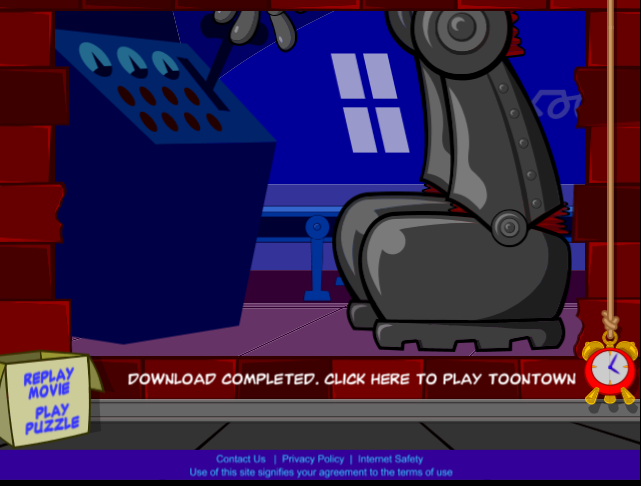 REPLAY
MOVIE
PLAY
PUZZLE
DOWNLOAD COMPLETED. CLICK HERE TO PLAY TOONTOWN
Contact Us | Privacy Policy | Internet Safety
Use of this site signifies your agreement to the terms of use